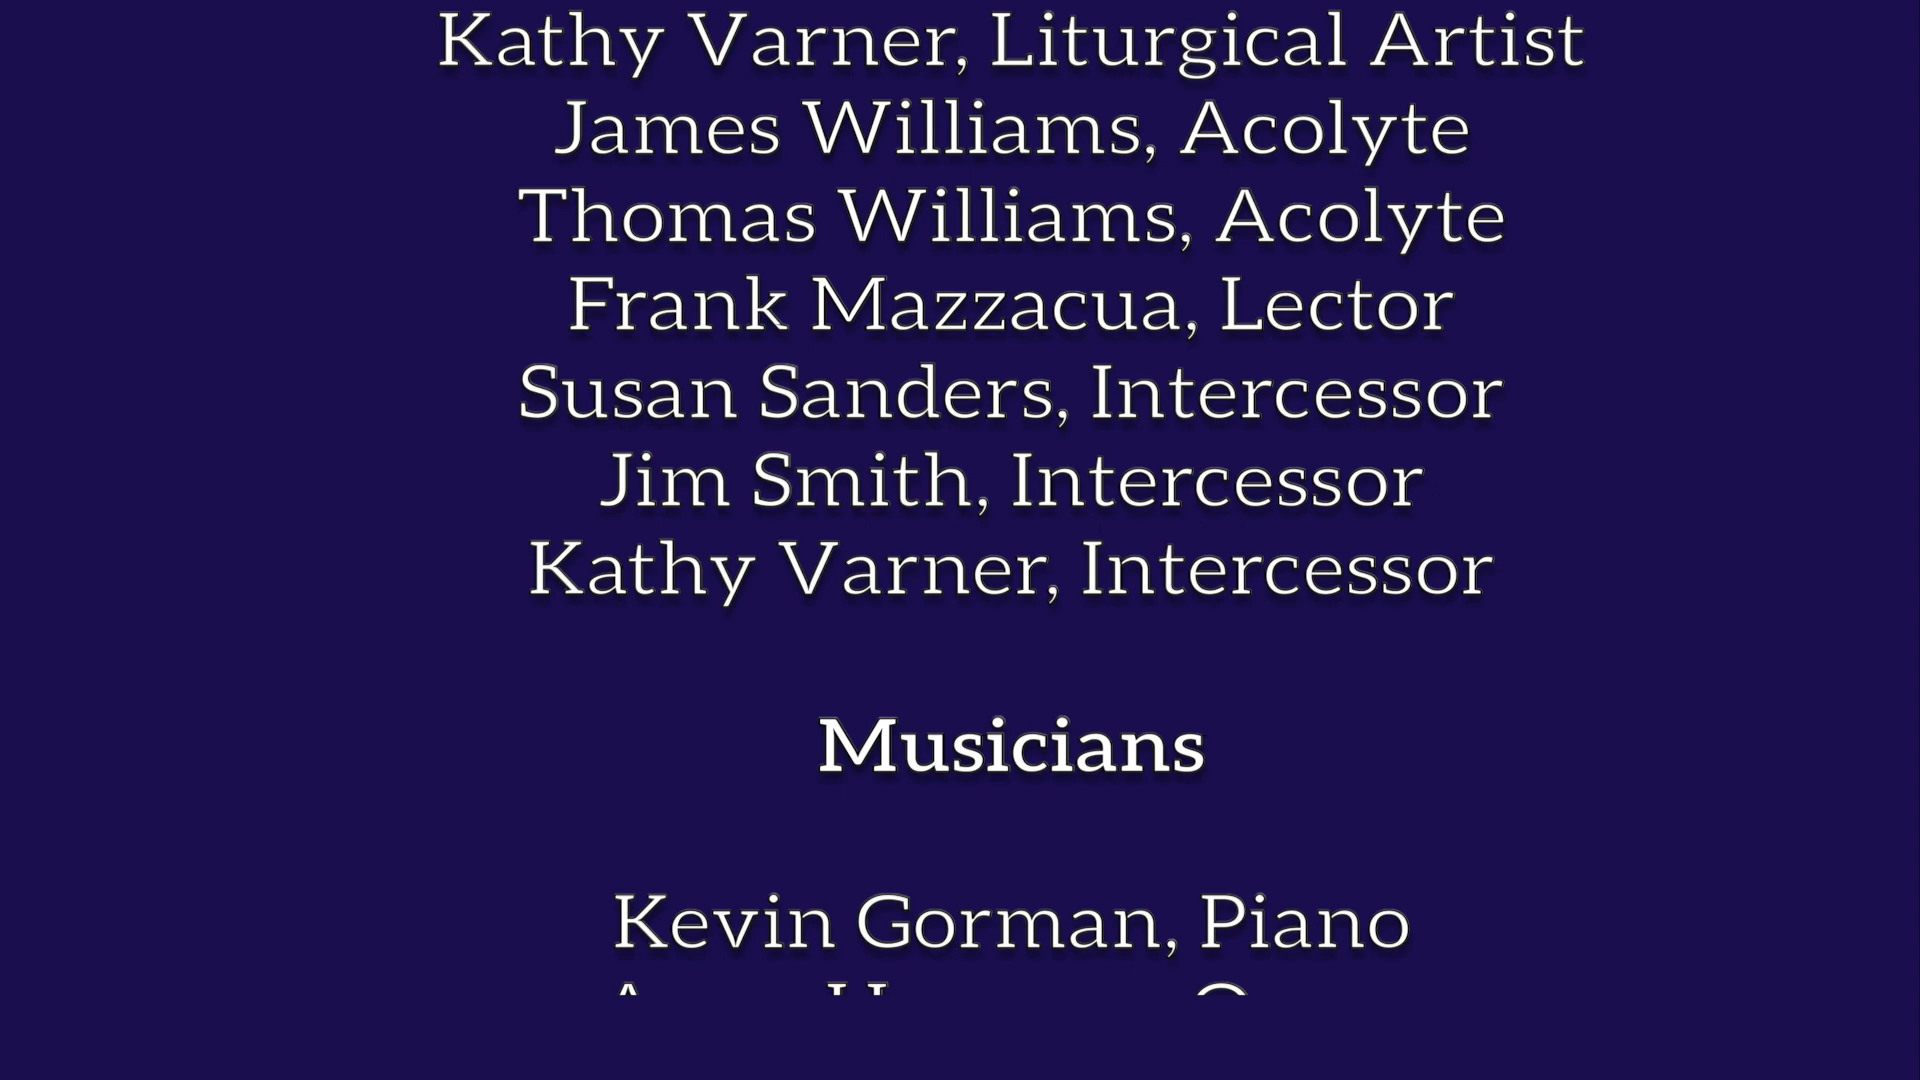 Kathy Varner, Liturgical Artist
James Williams, Acolyte
Thomas Williams, Acolyte
Frank Mazzacua, Lector
Susan Sanders, Intercessor
Jim Smith, Intercessor
Kathy Varner, Intercessor
Musicians
Kevin Gorman, Piano